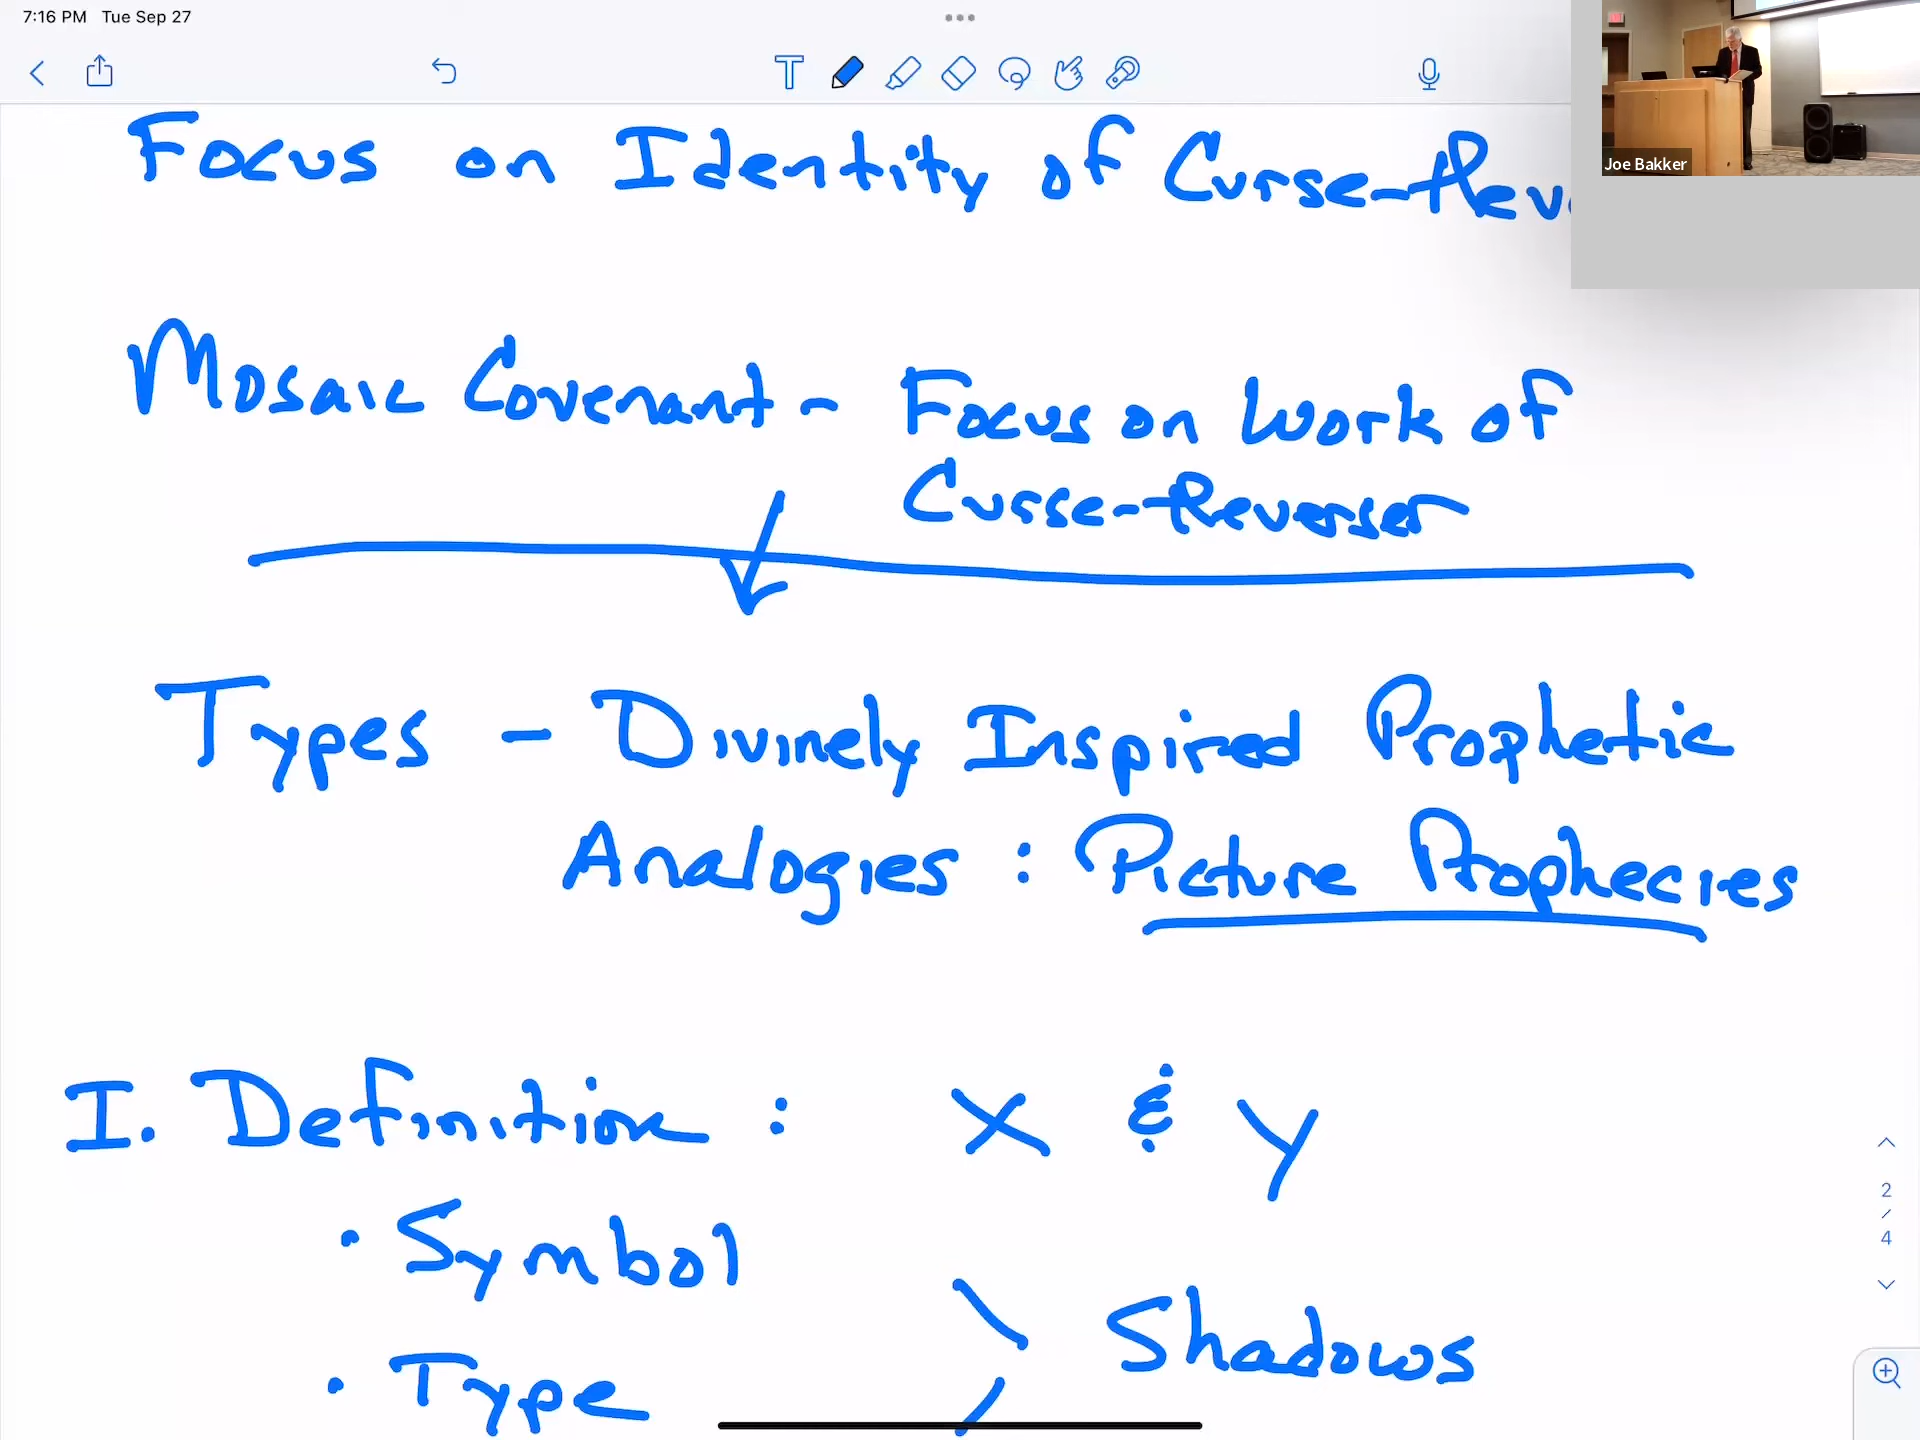 7:16 PM Tue Sep 27
Joe Bakker
Focus on Identity of Curse-Rev
Mosaic Covenant - Focus on Work of
Curse-Reverser
Types - Divinely Inspired Prophetic
Analogies : Picture Prophecies
I. Definition : X & Y
• Symbol
Shadows
• Type
2
/
4